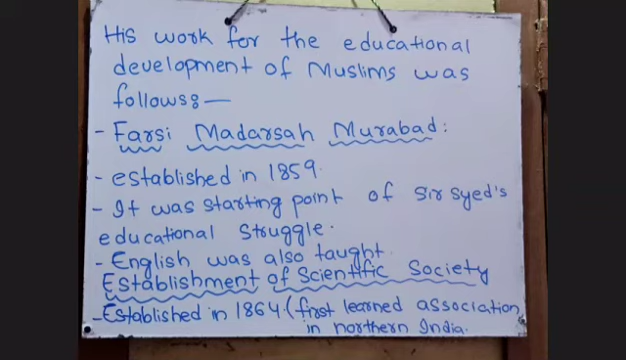 His work for the educational
development of Muslims was
follows:—
- Farsi Madarsah Murabad:
- established in 1859.
- It was starting point of sir syed's
educational struggle.
- English was also taught.
Establishment of Scientific Society
- Established in 1864. (first learned association
in northern India.